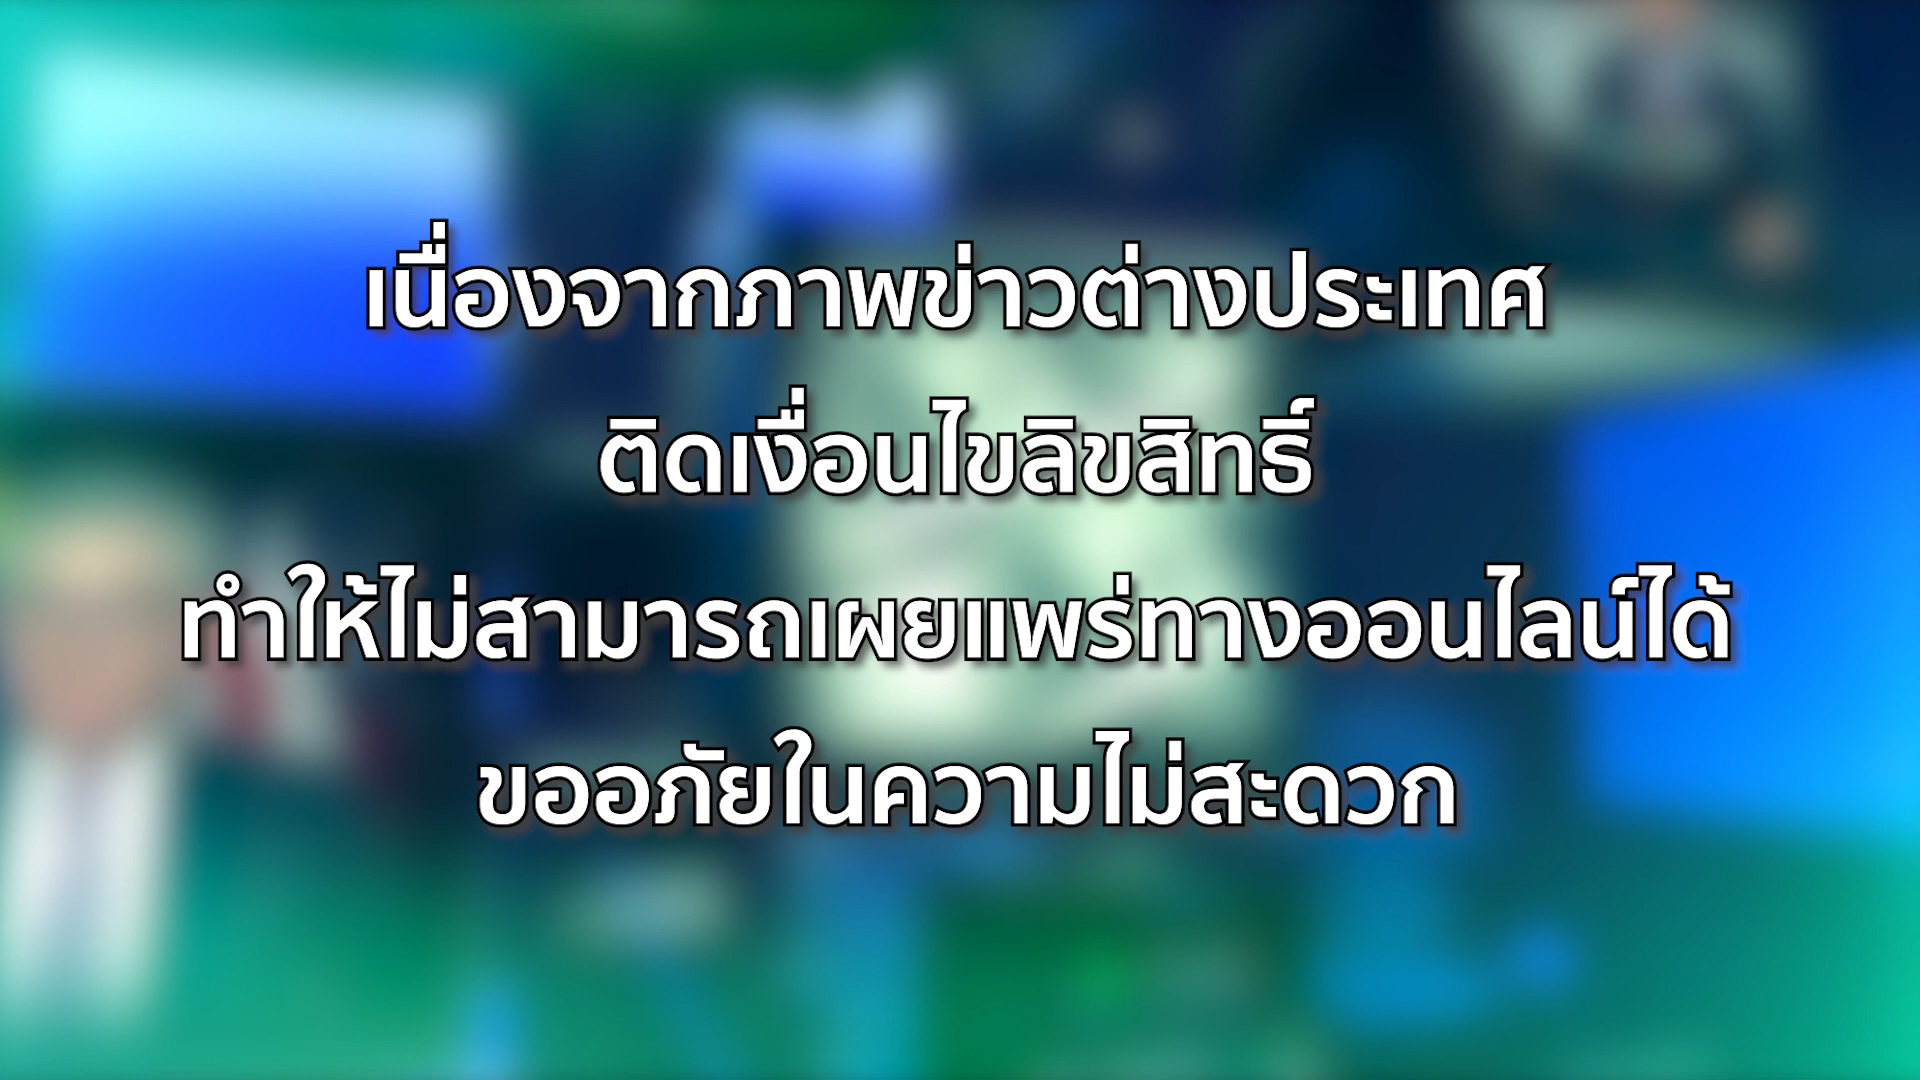 เนื่องจากภาพข่าวต่างประเทศ
ติดเงื่อนไขลิขสิทธิ์
ทำให้ไม่สามารถเผยแพร่ทางออนไลน์ได้
ขออภัยในความไม่สะดวก